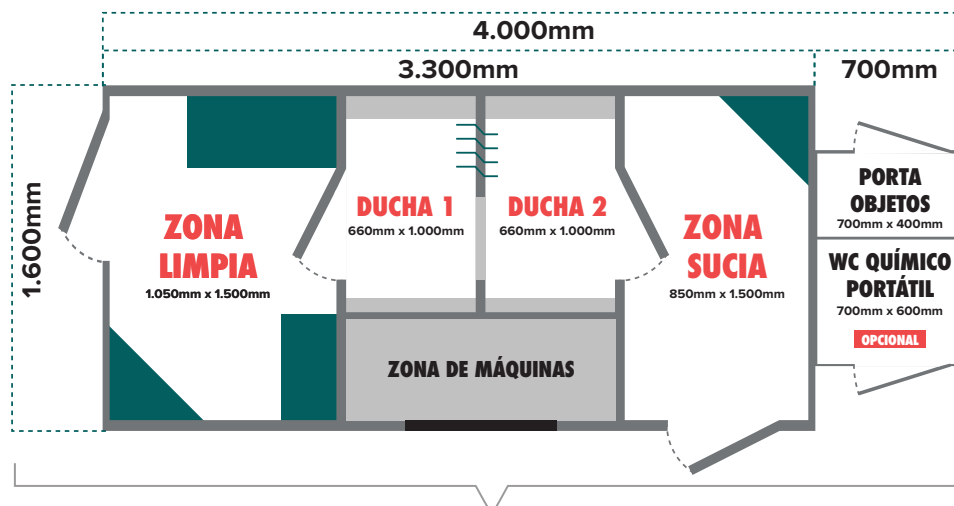 4.000mm
3.300mm
700mm
1.600mm
ZONA
LIMPIA
1.050mm x 1.500mm
DUCHA 1
660mm x 1.000mm
DUCHA 2
660mm x 1.000mm
ZONA
SUCIA
850mm x 1.500mm
PORTA
OBJETOS
700mm x 400mm
WC QUÍMICO
PORTÁTIL
700mm x 600mm
OPCIONAL
ZONA DE MÁQUINAS